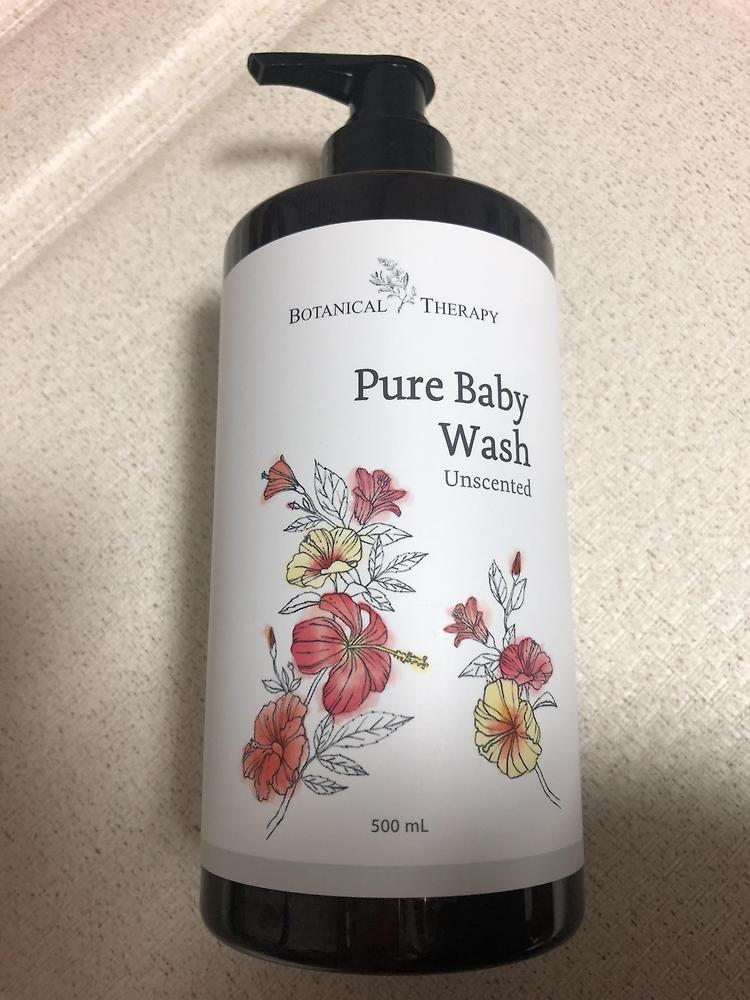 BOTANICAL THERAPY
Pure Baby
Wash
Unscented
500 mL